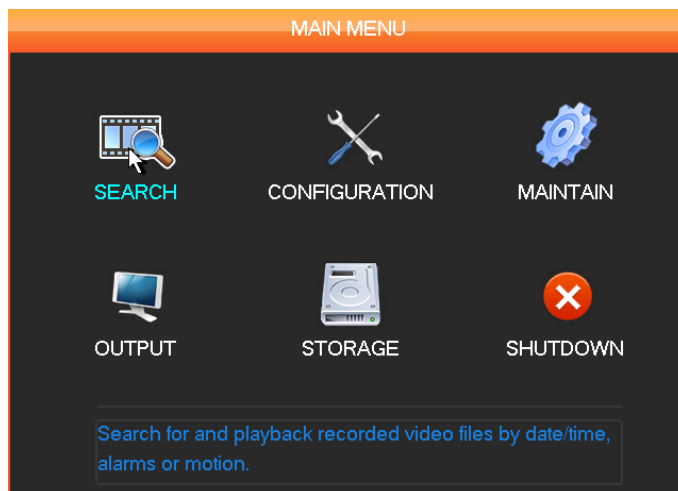 MAIN MENU
SEARCH CONFIGURATION MAINTAIN
OUTPUT STORAGE SHUTDOWN
Search for and playback recorded video files by date/time,
alarms or motion.